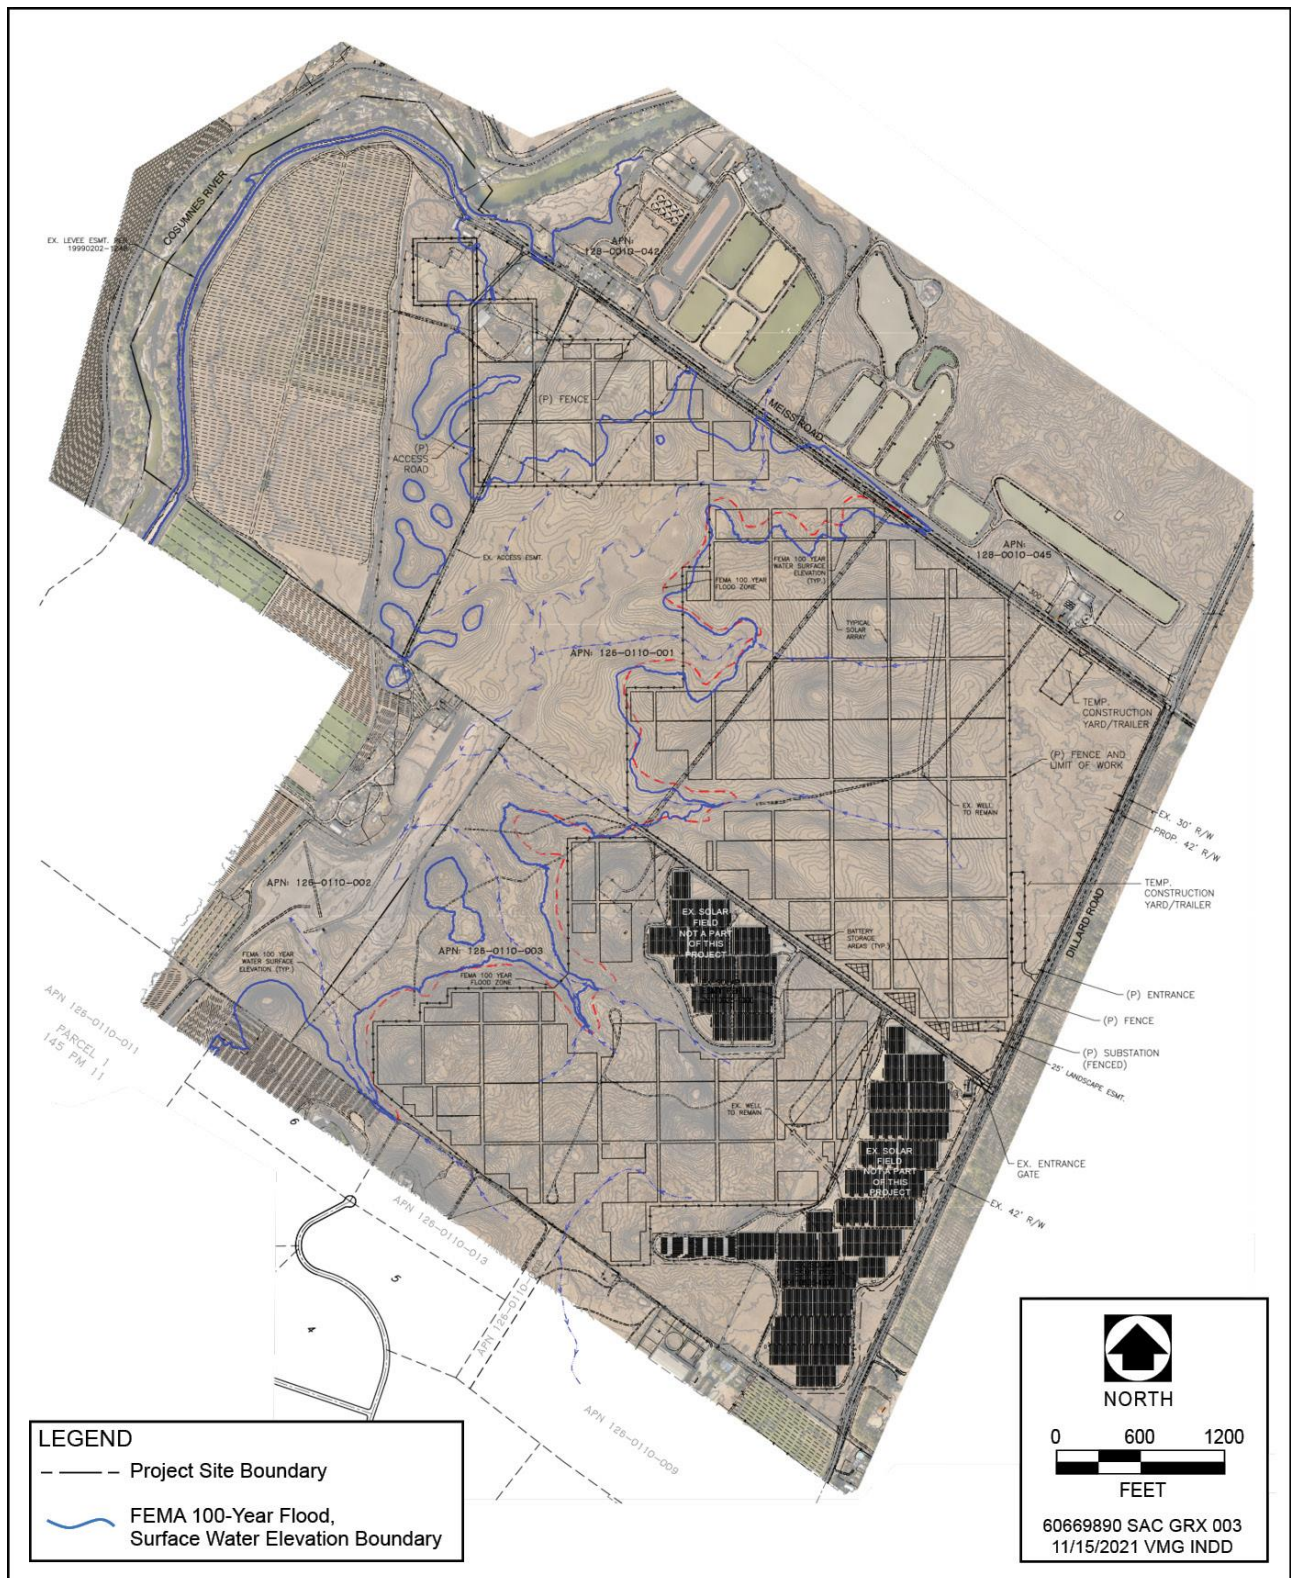 COSUMNES RIVER
EX. LEVEE ESMT. PER
APN:
128-0010-042
(P) FENCE
MEISS ROAD
(P)
ACCESS
ROAD
EX. ACCESS ESMT.
FEMA 100 YEAR
FLOOD ZONE
FEMA 100 YEAR
WATER SURFACE
ELEVATION
(TYP.)
APN:
128-0010-045
300'
TYPICAL
SOLAR
ARRAY
APN: 126-0110-001
TEMP.
CONSTRUCTION
YARD/TRAILER
(P) FENCE AND
LIMIT OF WORK
EX. WELL
TO REMAIN
EX. 30' R/W
PROP. 42' R/W
APN: 126-0110-002
TEMP.
CONSTRUCTION
YARD/TRAILER
DILLARD ROAD
EX. SOLAR
FIELD
NOT A PART
OF THIS
PROJECT
BATTERY
STORAGE
AREAS (TYP.)
APN: 126-0110-003
FEMA 100 YEAR
WATER SURFACE
ELEVATION (TYP.)
FEMA 100 YEAR
FLOOD ZONE
(P) ENTRANCE
(P) FENCE
(P) SUBSTATION
(FENCED)
25' LANDSCAPE ESMT.
APN 126-0110-011
PARCEL 1
145 PM 11
EX. WELL
TO REMAIN
EX. SOLAR
FIELD
NOT A PART
OF THIS
PROJECT
EX. ENTRANCE
GATE
EX. 42' R/W
6
APN 126-0110-013
5
4
APN 126-0110-
APN 126-0110-009
NORTH
0 600 1200
FEET
60669890 SAC GRX 003
11/15/2021 VMG INDD
LEGEND
Project Site Boundary
FEMA 100-Year Flood,
Surface Water Elevation Boundary